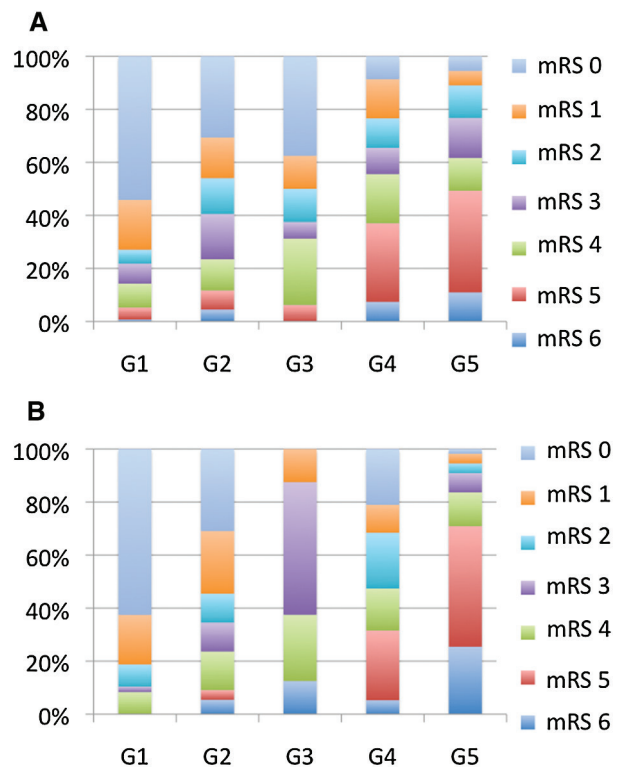 A
100%
80%
60%
40%
20%
0%
G1 G2 G3 G4 G5
mRS 0
mRS 1
mRS 2
mRS 3
mRS 4
mRS 5
mRS 6
B
100%
80%
60%
40%
20%
0%
G1 G2 G3 G4 G5
mRS 0
mRS 1
mRS 2
mRS 3
mRS 4
mRS 5
mRS 6